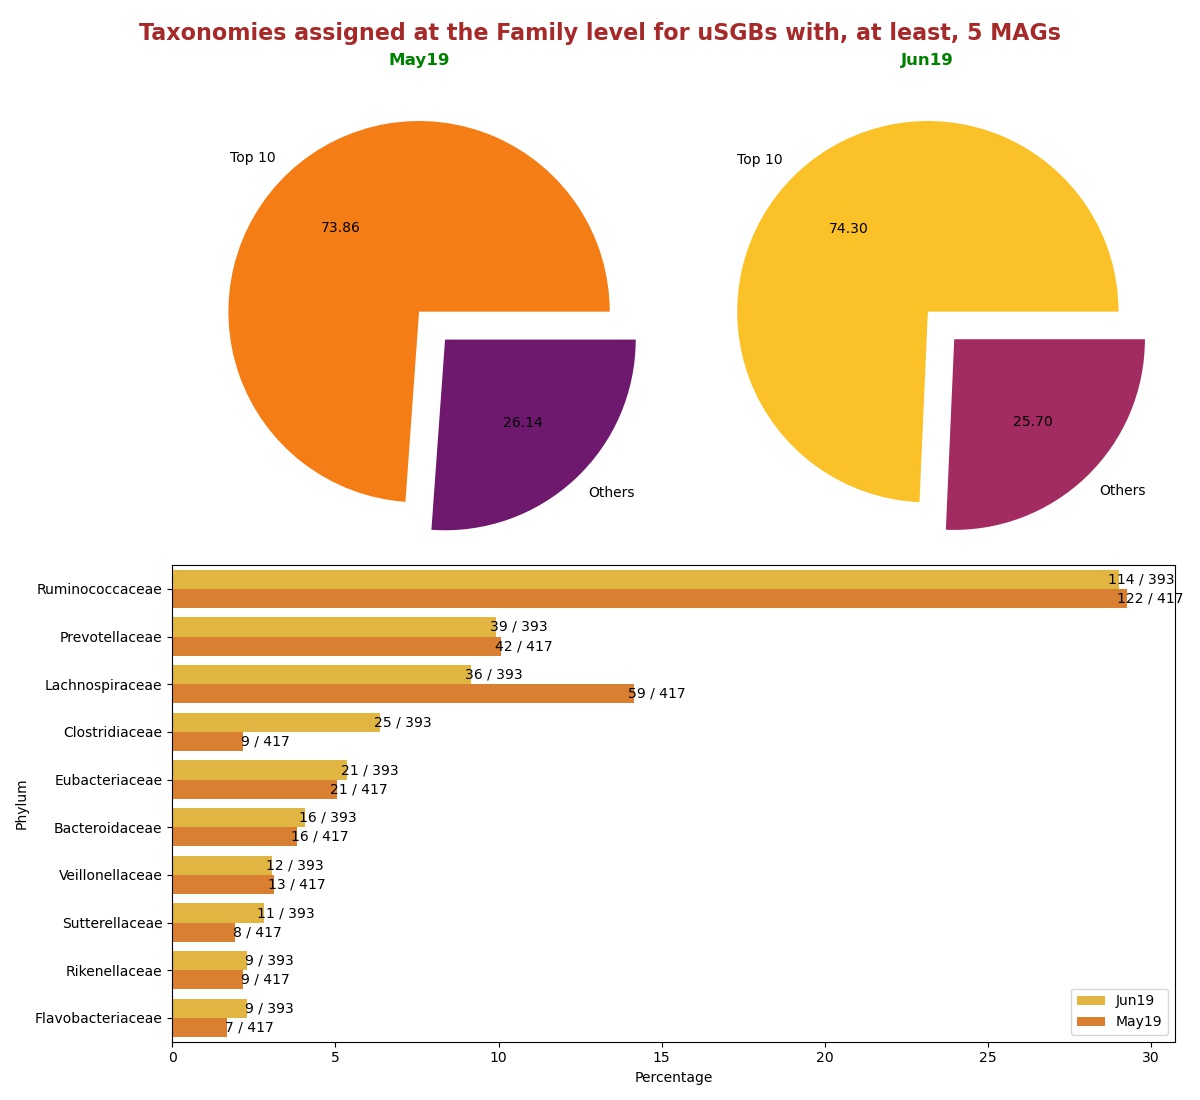 Taxonomies assigned at the Family level for uSGBs with, at least, 5 MAGs
May19
Jun19
Top 10
73.86
26.14
Others
Top 10
74.30
25.70
Others
Phylum
Ruminococcaceae
114 / 393
122 / 417
Prevotellaceae
39 / 393
42 / 417
Lachnospiraceae
36 / 393
59 / 417
Clostridiaceae
25 / 393
9 / 417
Eubacteriaceae
21 / 393
21 / 417
Bacteroidaceae
16 / 393
16 / 417
Veillonellaceae
12 / 393
13 / 417
Sutterellaceae
11 / 393
8 / 417
Rikenellaceae
9 / 393
9 / 417
Flavobacteriaceae
9 / 393
7 / 417
Jun19
May19
0 5 10 15 20 25 30
Percentage